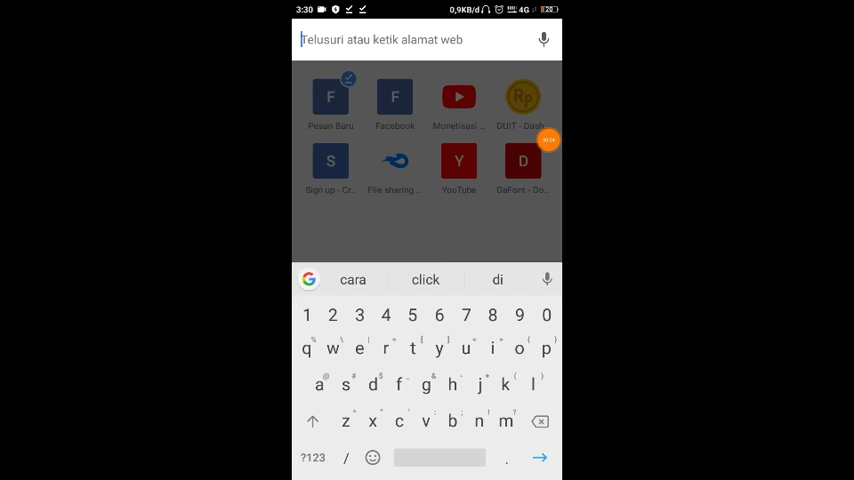 3:30 0,9KB/d 4G 20
Telusuri atau ketik alamat web
F F Rp
Pesan Baru Facebook Monetisasi ... DUIT - Dash..
S Y D
Sign up - Cr... File sharing ... YouTube DaFont - Do...
cara click di
1 2 3 4 5 6 7 8 9 0
q w e r t y u i o p
a s d f g h j k l
z x c v b n m
?123 / .